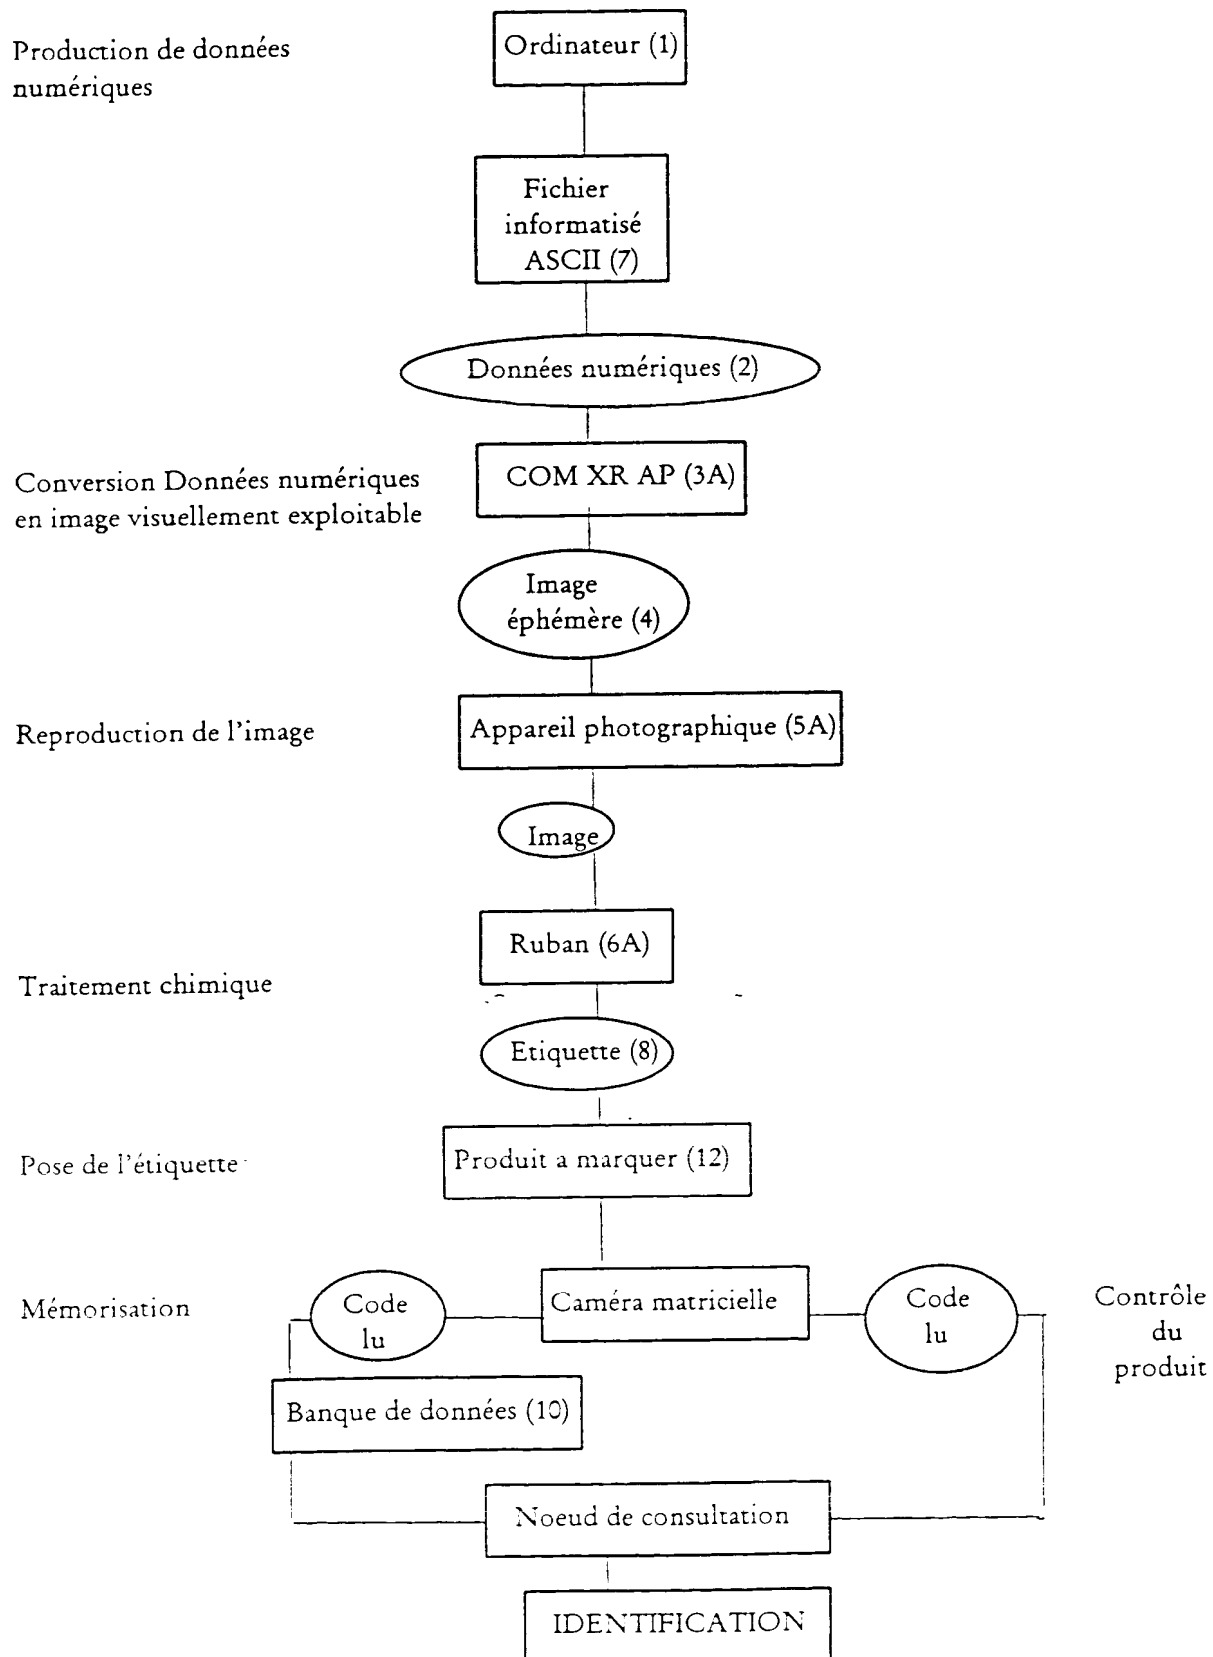 Production de données
numériques
Ordinateur (1)
Fichier
informatisé
ASCII (7)
Données numériques (2)
Conversion Données numériques
en image visuellement exploitable
COM XR AP (3A)
Image
éphémère (4)
Reproduction de l'image
Appareil photographique (5A)
Image
Ruban (6A)
Traitement chimique
Etiquette (8)
Pose de l'étiquette
Produit a marquer (12)
Mémorisation
Code
lu
Caméra matricielle
Code
lu
Contrôle
du
produit
Banque de données (10)
Noeud de consultation
IDENTIFICATION